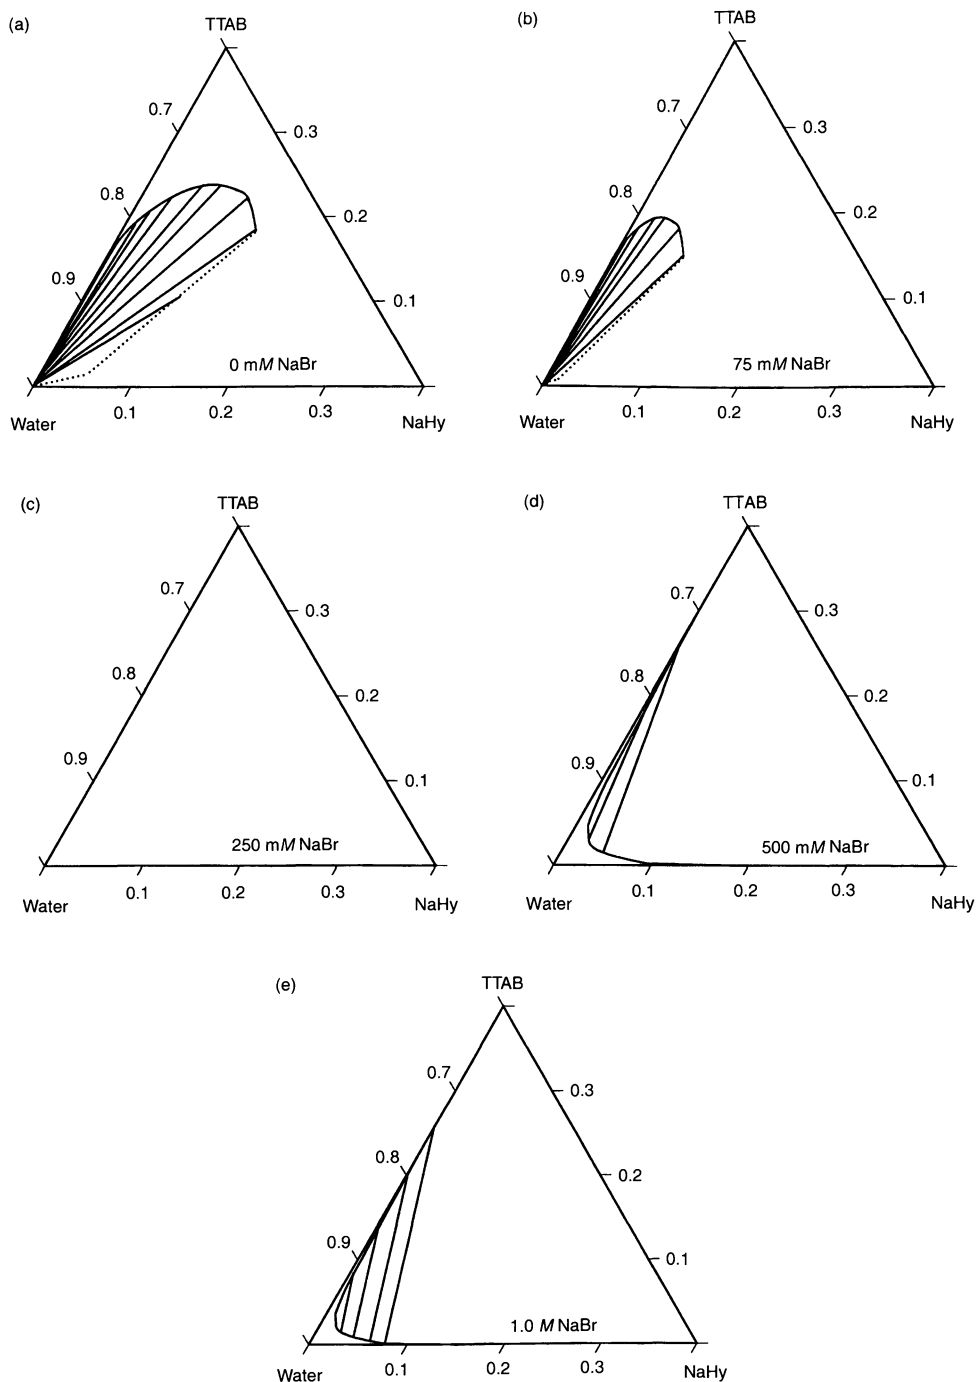 (a)
TTAB
0.7
0.3
0.8
0.2
0.9
0.1
0 mM NaBr
Water
0.1
0.2
0.3
NaHy
(b)
TTAB
0.7
0.3
0.8
0.2
0.9
0.1
75 mM NaBr
Water
0.1
0.2
0.3
NaHy
(c)
TTAB
0.7
0.3
0.8
0.2
0.9
0.1
250 mM NaBr
Water
0.1
0.2
0.3
NaHy
(d)
TTAB
0.7
0.3
0.8
0.2
0.9
0.1
500 mM NaBr
Water
0.1
0.2
0.3
NaHy
(e)
TTAB
0.7
0.3
0.8
0.2
0.9
0.1
1.0 M NaBr
Water
0.1
0.2
0.3
NaHy